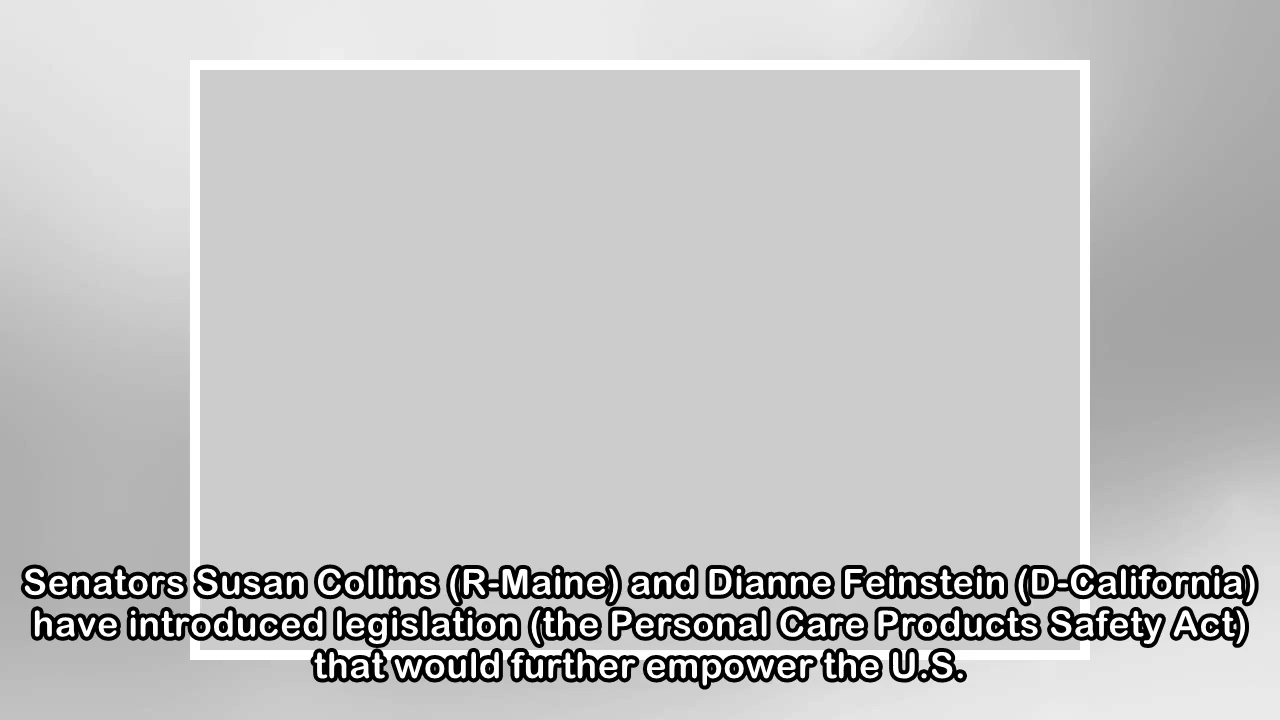 Senators Susan Collins (R-Maine) and Dianne Feinstein (D-California)
have introduced legislation (the Personal Care Products Safety Act)
that would further empower the U.S.